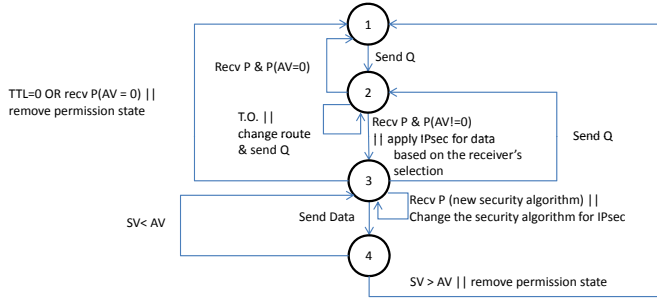 1
Send Q
Recv P & P(AV=0)
TTL=0 OR recv P(AV = 0) ||
remove permission state
2
T.O. ||
change route
& send Q
Recv P & P(AV!=0)
|| apply IPsec for data
based on the receiver's
selection
Send Q
3
Recv P (new security algorithm) ||
Change the security algorithm for IPsec
Send Data
SV< AV
4
SV > AV || remove permission state